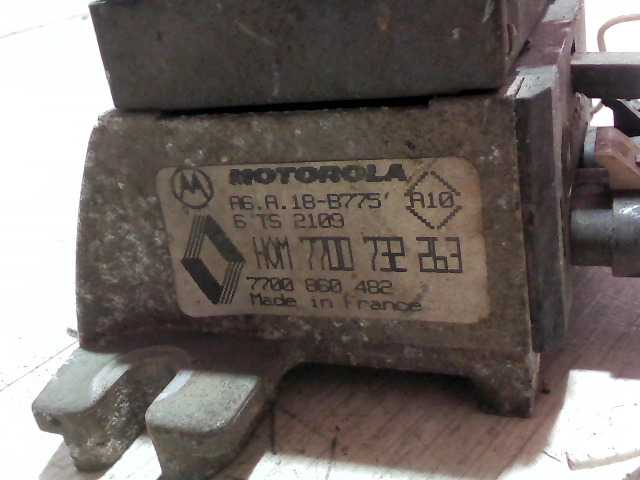 MOTOROLA
A6.A.18-B775' A10
6 TS 2109
HOM 7700 732 263
7700 860 482
Made in France